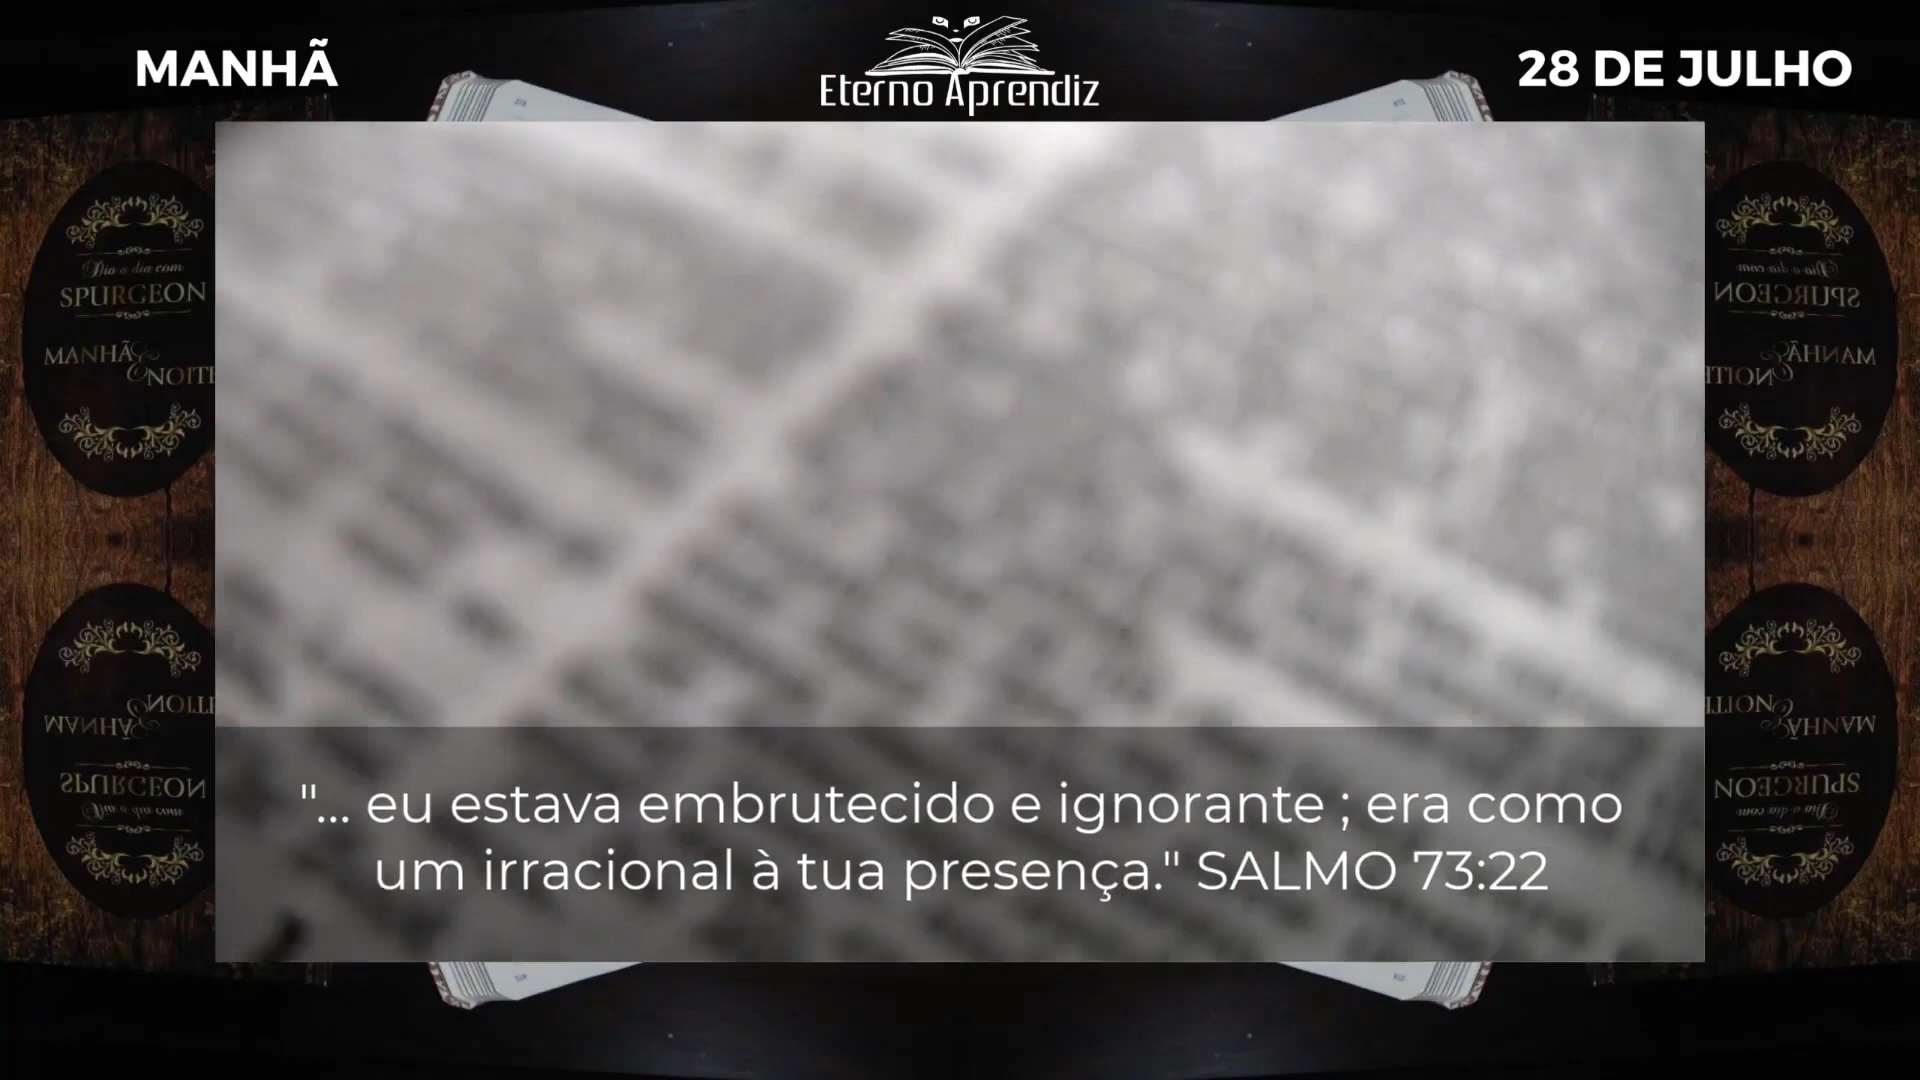 MANHÃ
Eterno Aprendiz
28 DE JULHO
Dia a dia com
SPURGEON
MANHÃ &
NOITE
"... eu estava embrutecido e ignorante ; era como
um irracional à tua presença." SALMO 73:22